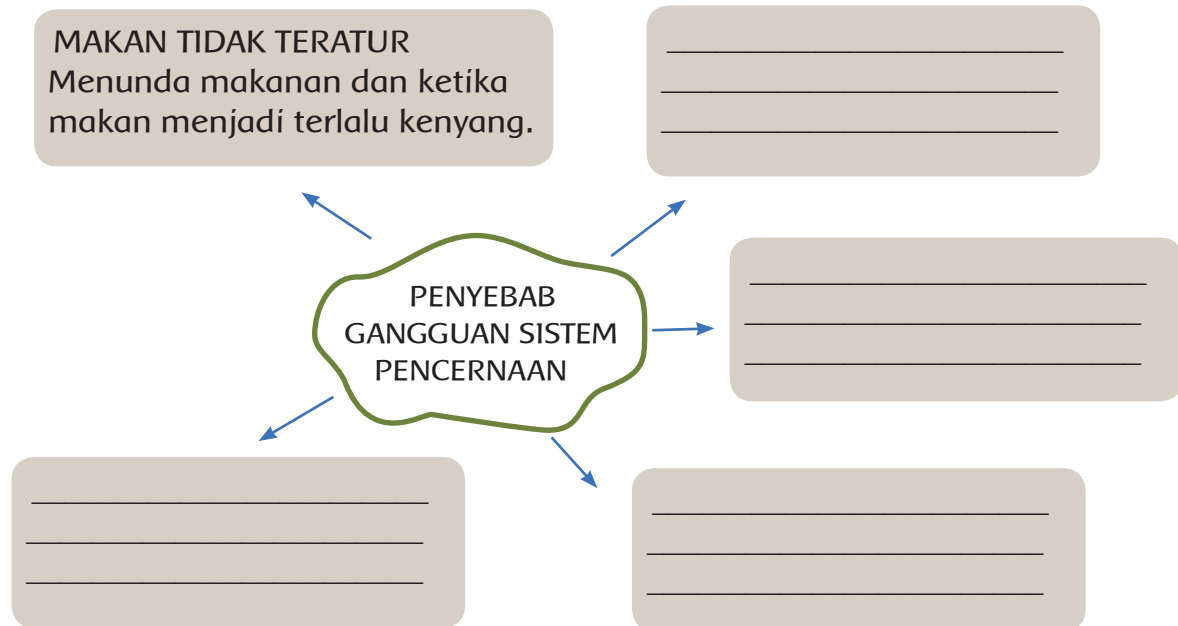 MAKAN TIDAK TERATUR
Menunda makanan dan ketika
makan menjadi terlalu kenyang.
PENYEBAB
GANGGUAN SISTEM
PENCERNAAN